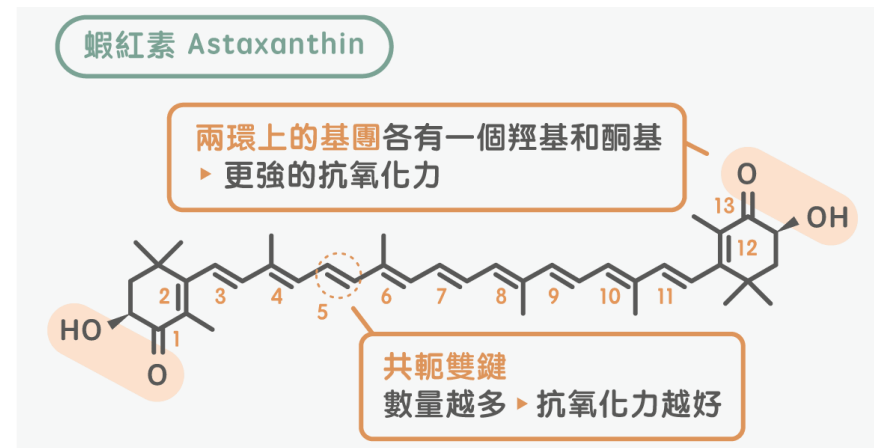 蝦紅素 Astaxanthin
兩環上的基團各有一個羥基和酮基
▸ 更強的抗氧化力
O
13
OH
12
2
3
4
5
6
7
8
9
10
11
HO
1
O
共軛雙鍵
數量越多 ▸ 抗氧化力越好